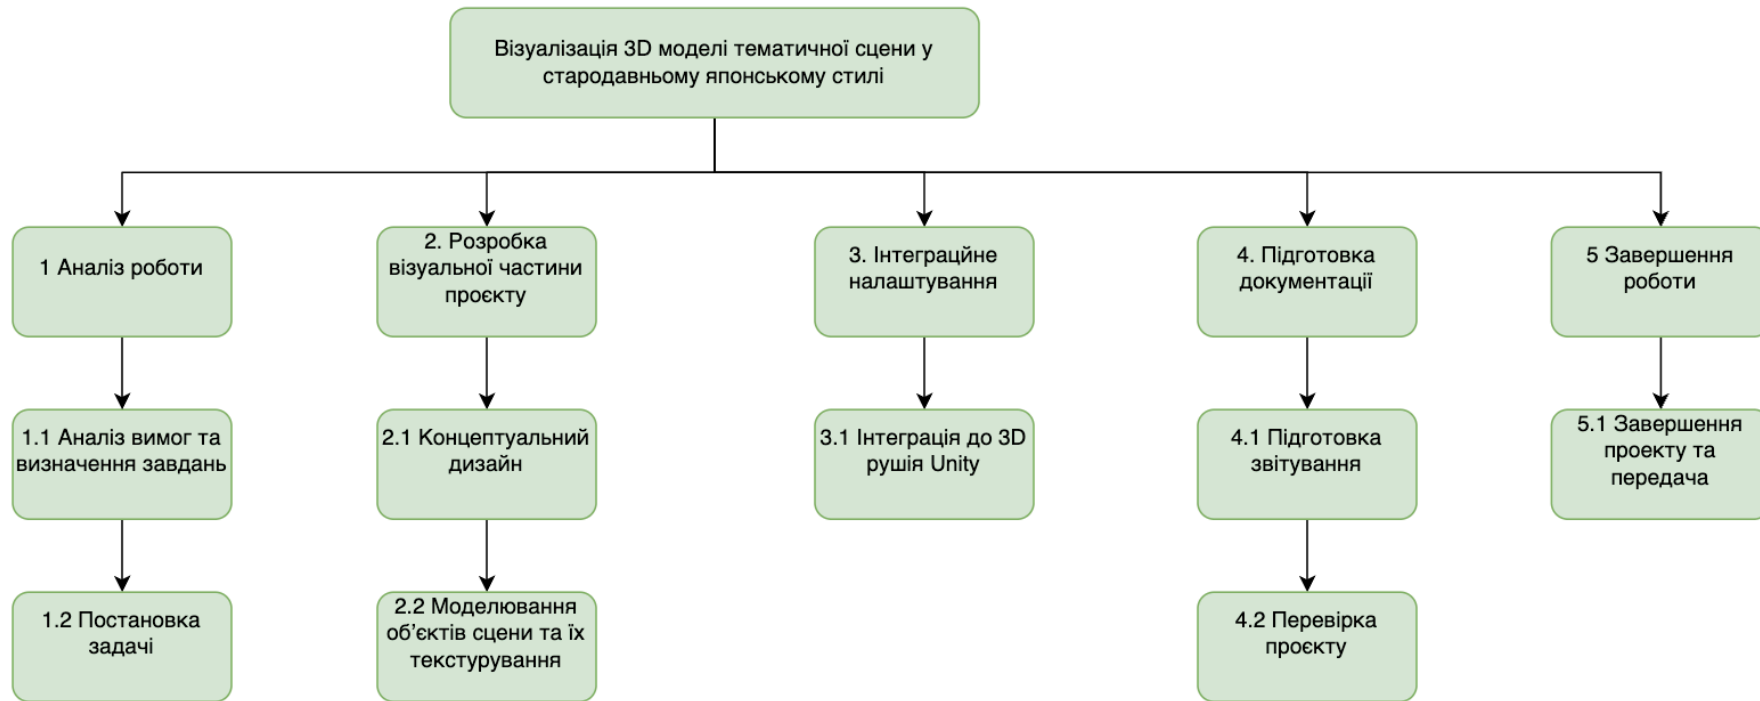 Візуалізація 3D моделі тематичної сцени у
стародавньому японському стилі
1 Аналіз роботи
2. Розробка
візуальної частини
проєкту
3. Інтеграційне
налаштування
4. Підготовка
документації
5 Завершення
роботи
1.1 Аналіз вимог та
визначення завдань
2.1 Концептуальний
дизайн
3.1 Інтеграція до 3D
рушія Unity
4.1 Підготовка
звітування
5.1 Завершення
проекту та
передача
1.2 Постановка
задачі
2.2 Моделювання
об’єктів сцени та їх
текстурування
4.2 Перевірка
проєкту